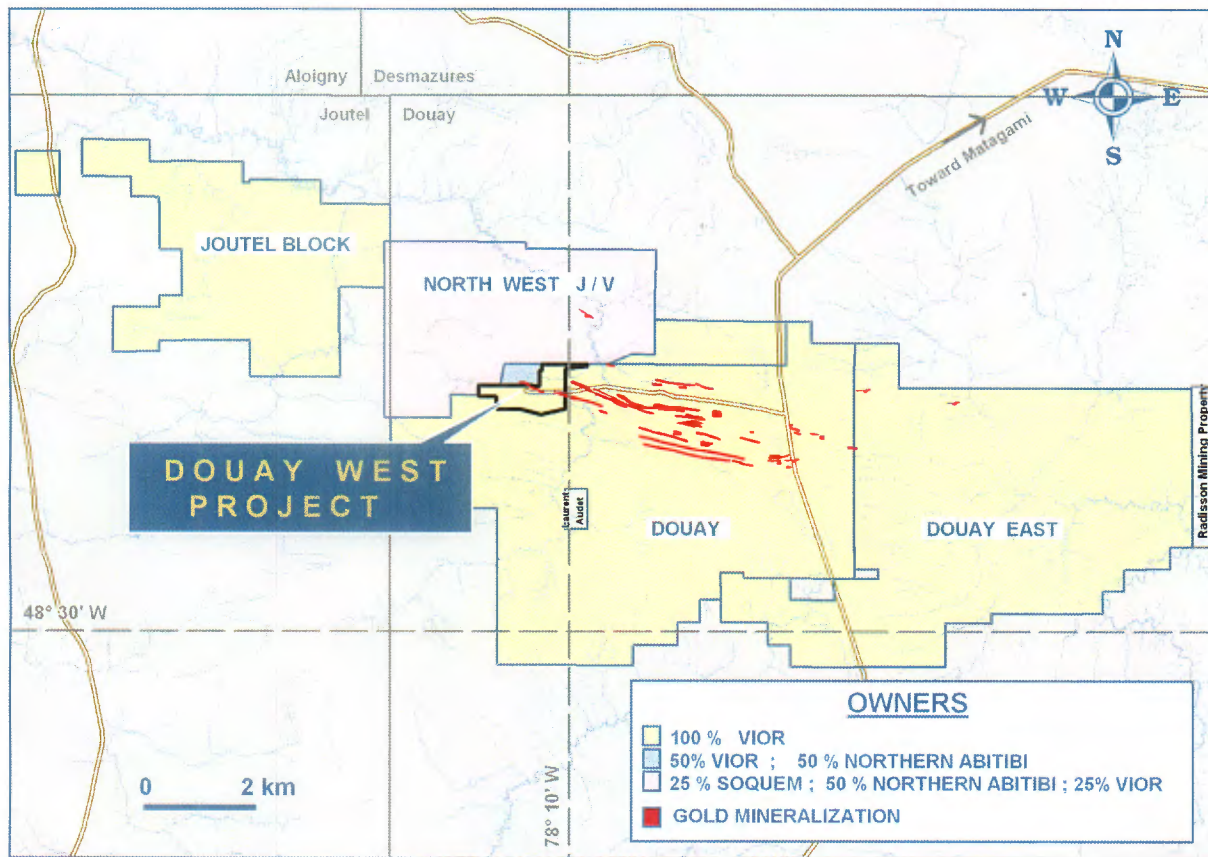 Aloigny Desmazures
Joutel Douay
N
W E
S
Toward Matagami
JOUTEL BLOCK
NORTH WEST J / V
DOUAY WEST
PROJECT
Laurent
Audet
DOUAY
DOUAY EAST
Radisson Mining Property
48° 30' W
78° 10' W
0 2 km
OWNERS
100 % VIOR
50% VIOR ; 50 % NORTHERN ABITIBI
25 % SOQUEM ; 50 % NORTHERN ABITIBI ; 25% VIOR
GOLD MINERALIZATION